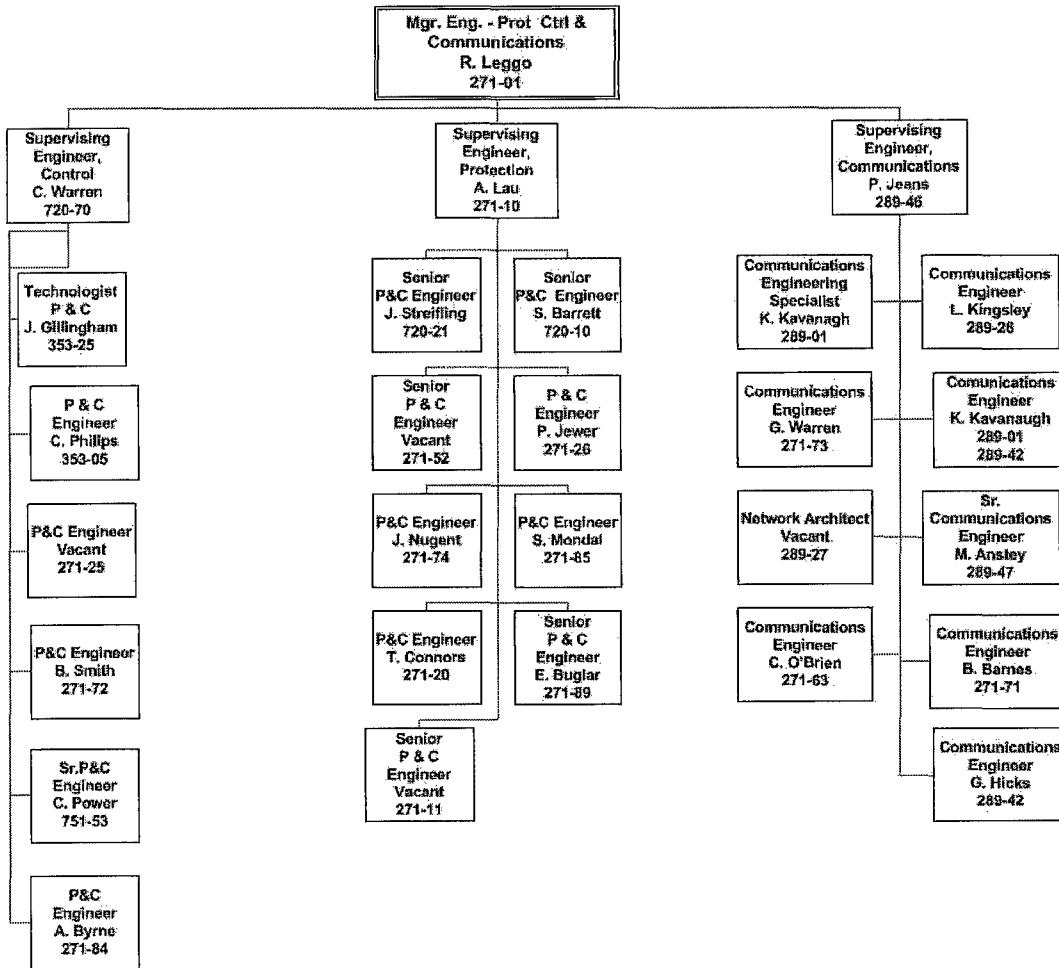 Mgr. Eng. - Prot Ctrl &
Communications
R. Leggo
271-01
Supervising
Engineer,
Control
C. Warren
720-70
Supervising
Engineer,
Protection
A. Lau
271-10
Supervising
Engineer,
Communications
P. Jeans
289-46
Technologist
P & C
J. Gillingham
353-25
P & C
Engineer
C. Philips
353-05
P&C Engineer
Vacant
271-25
P&C Engineer
B. Smith
271-72
Sr.P&C
Engineer
C. Power
751-53
P&C
Engineer
A. Byrne
271-84
Senior
P&C Engineer
J. Streifling
720-21
Senior
P&C Engineer
S. Barrett
720-10
Senior
P & C
Engineer
Vacant
271-52
P & C
Engineer
P. Jewer
271-26
P&C Engineer
J. Nugent
271-74
P&C Engineer
S. Mondal
271-85
P&C Engineer
T. Connors
271-20
Senior
P & C
Engineer
E. Buglar
271-89
Senior
P & C
Engineer
Vacant
271-11
Communications
Engineering
Specialist
K. Kavanagh
289-01
Communications
Engineer
L. Kingsley
289-26
Communications
Engineer
G. Warren
271-73
Comunications
Engineer
K. Kavanaugh
289-01
289-42
Network Architect
Vacant
289-27
Sr.
Communications
Engineer
M. Anstey
289-47
Communications
Engineer
C. O'Brien
271-63
Communications
Engineer
B. Barnes
271-71
Communications
Engineer
G. Hicks
289-42